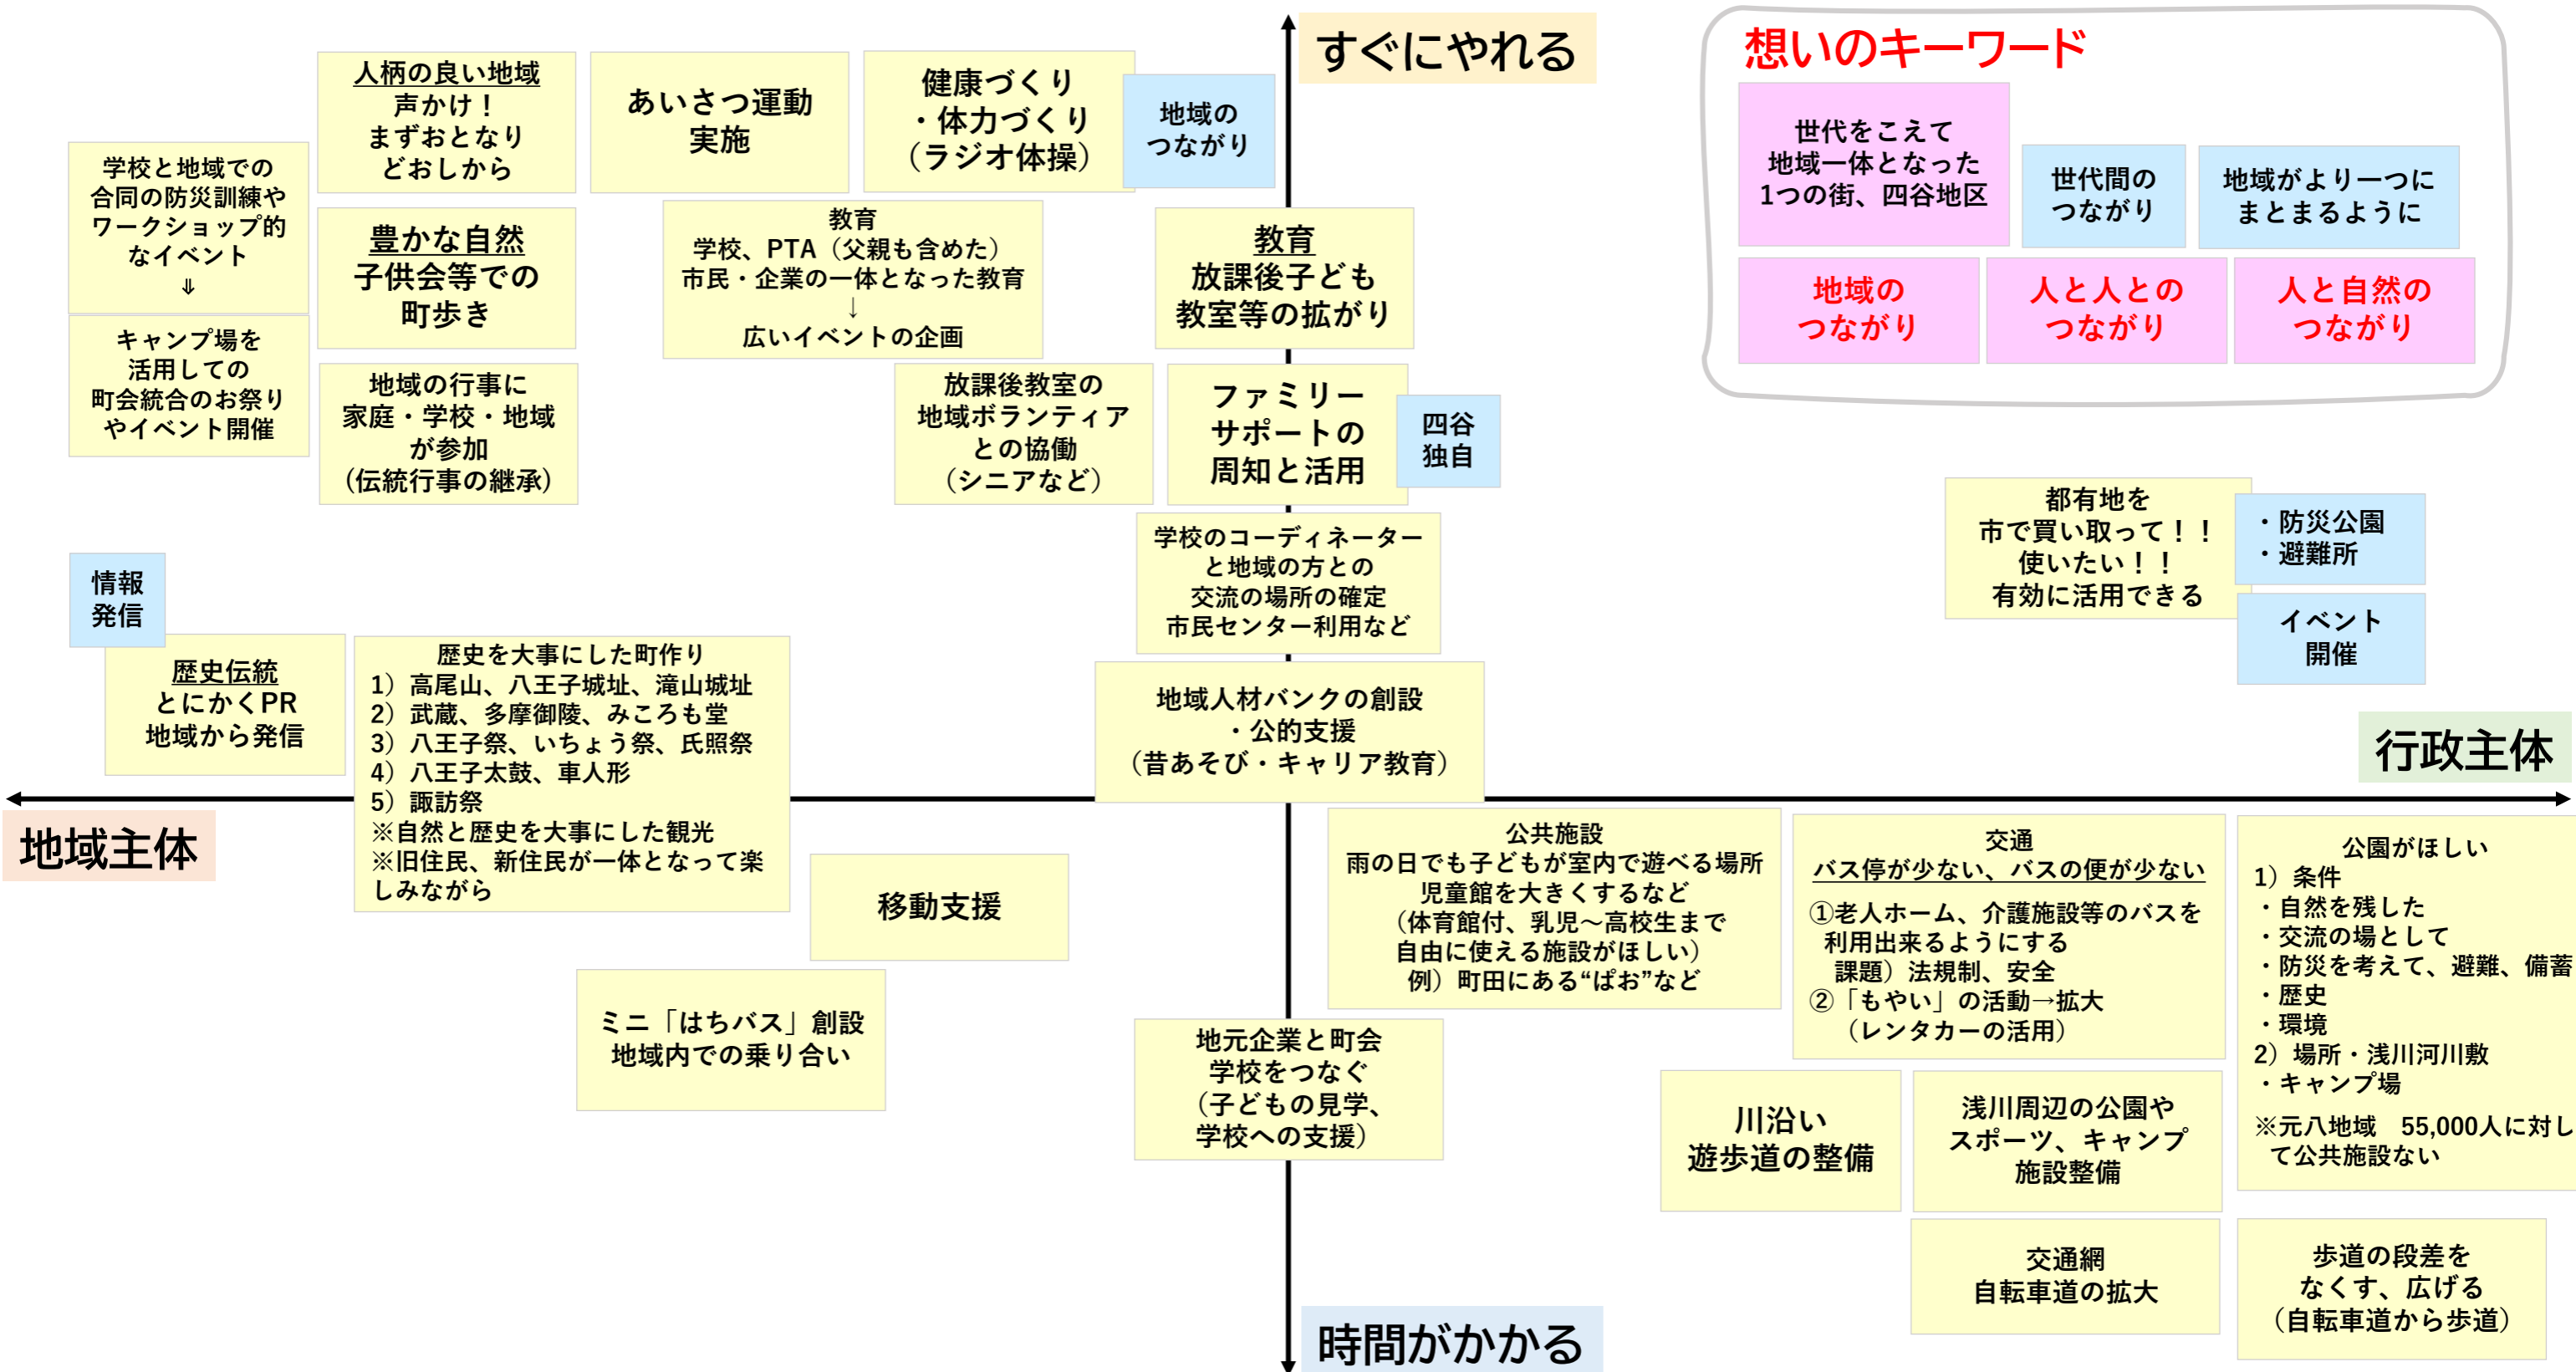 すぐにやれる
想いのキーワード
世代をこえて
地域一体となった
1つの街、四谷地区
世代間の
つながり
地域がより一つに
まとまるように
地域の
つながり
人と人との
つながり
人と自然の
つながり
人柄の良い地域
声かけ！
まずおとなり
どおしから
あいさつ運動
実施
健康づくり
・体力づくり
（ラジオ体操）
地域の
つながり
学校と地域での
合同の防災訓練や
ワークショップ的
なイベント
⇓
キャンプ場を
活用しての
町会統合のお祭り
やイベント開催
豊かな自然
子供会等での
町歩き
教育
学校、PTA（父親も含めた）
市民・企業の一体となった教育
↓
広いイベントの企画
教育
放課後子ども
教室等の拡がり
地域の行事に
家庭・学校・地域
が参加
(伝統行事の継承）
放課後教室の
地域ボランティア
との協働
（シニアなど）
ファミリー
サポートの
周知と活用
四谷
独自
学校のコーディネーター
と地域の方との
交流の場所の確定
市民センター利用など
都有地を
市で買い取って！！
使いたい！！
有効に活用できる
・防災公園
・避難所
イベント
開催
情報
発信
歴史伝統
とにかくPR
地域から発信
歴史を大事にした町作り
1）高尾山、八王子城址、滝山城址
2）武蔵、多摩御陵、みころも堂
3）八王子祭、いちょう祭、氏照祭
4）八王子太鼓、車人形
5）諏訪祭
※自然と歴史を大事にした観光
※旧住民、新住民が一体となって楽
しみながら
地域人材バンクの創設
・公的支援
（昔あそび・キャリア教育）
行政主体
地域主体
移動支援
ミニ「はちバス」創設
地域内での乗り合い
公共施設
雨の日でも子どもが室内で遊べる場所
児童館を大きくするなど
（体育館付、乳児～高校生まで
自由に使える施設がほしい）
例）町田にある“ぱお”など
交通
バス停が少ない、バスの便が少ない
①老人ホーム、介護施設等のバスを
利用出来るようにする
課題）法規制、安全
②「もやい」の活動→拡大
（レンタカーの活用）
公園がほしい
1）条件
・自然を残した
・交流の場として
・防災を考えて、避難、備蓄
・歴史
・環境
2）場所・浅川河川敷
・キャンプ場
※元八地域　55,000人に対し
て公共施設ない
地元企業と町会
学校をつなぐ
（子どもの見学、
学校への支援）
川沿い
遊歩道の整備
浅川周辺の公園や
スポーツ、キャンプ
施設整備
交通網
自転車道の拡大
歩道の段差を
なくす、広げる
（自転車道から歩道）
時間がかかる